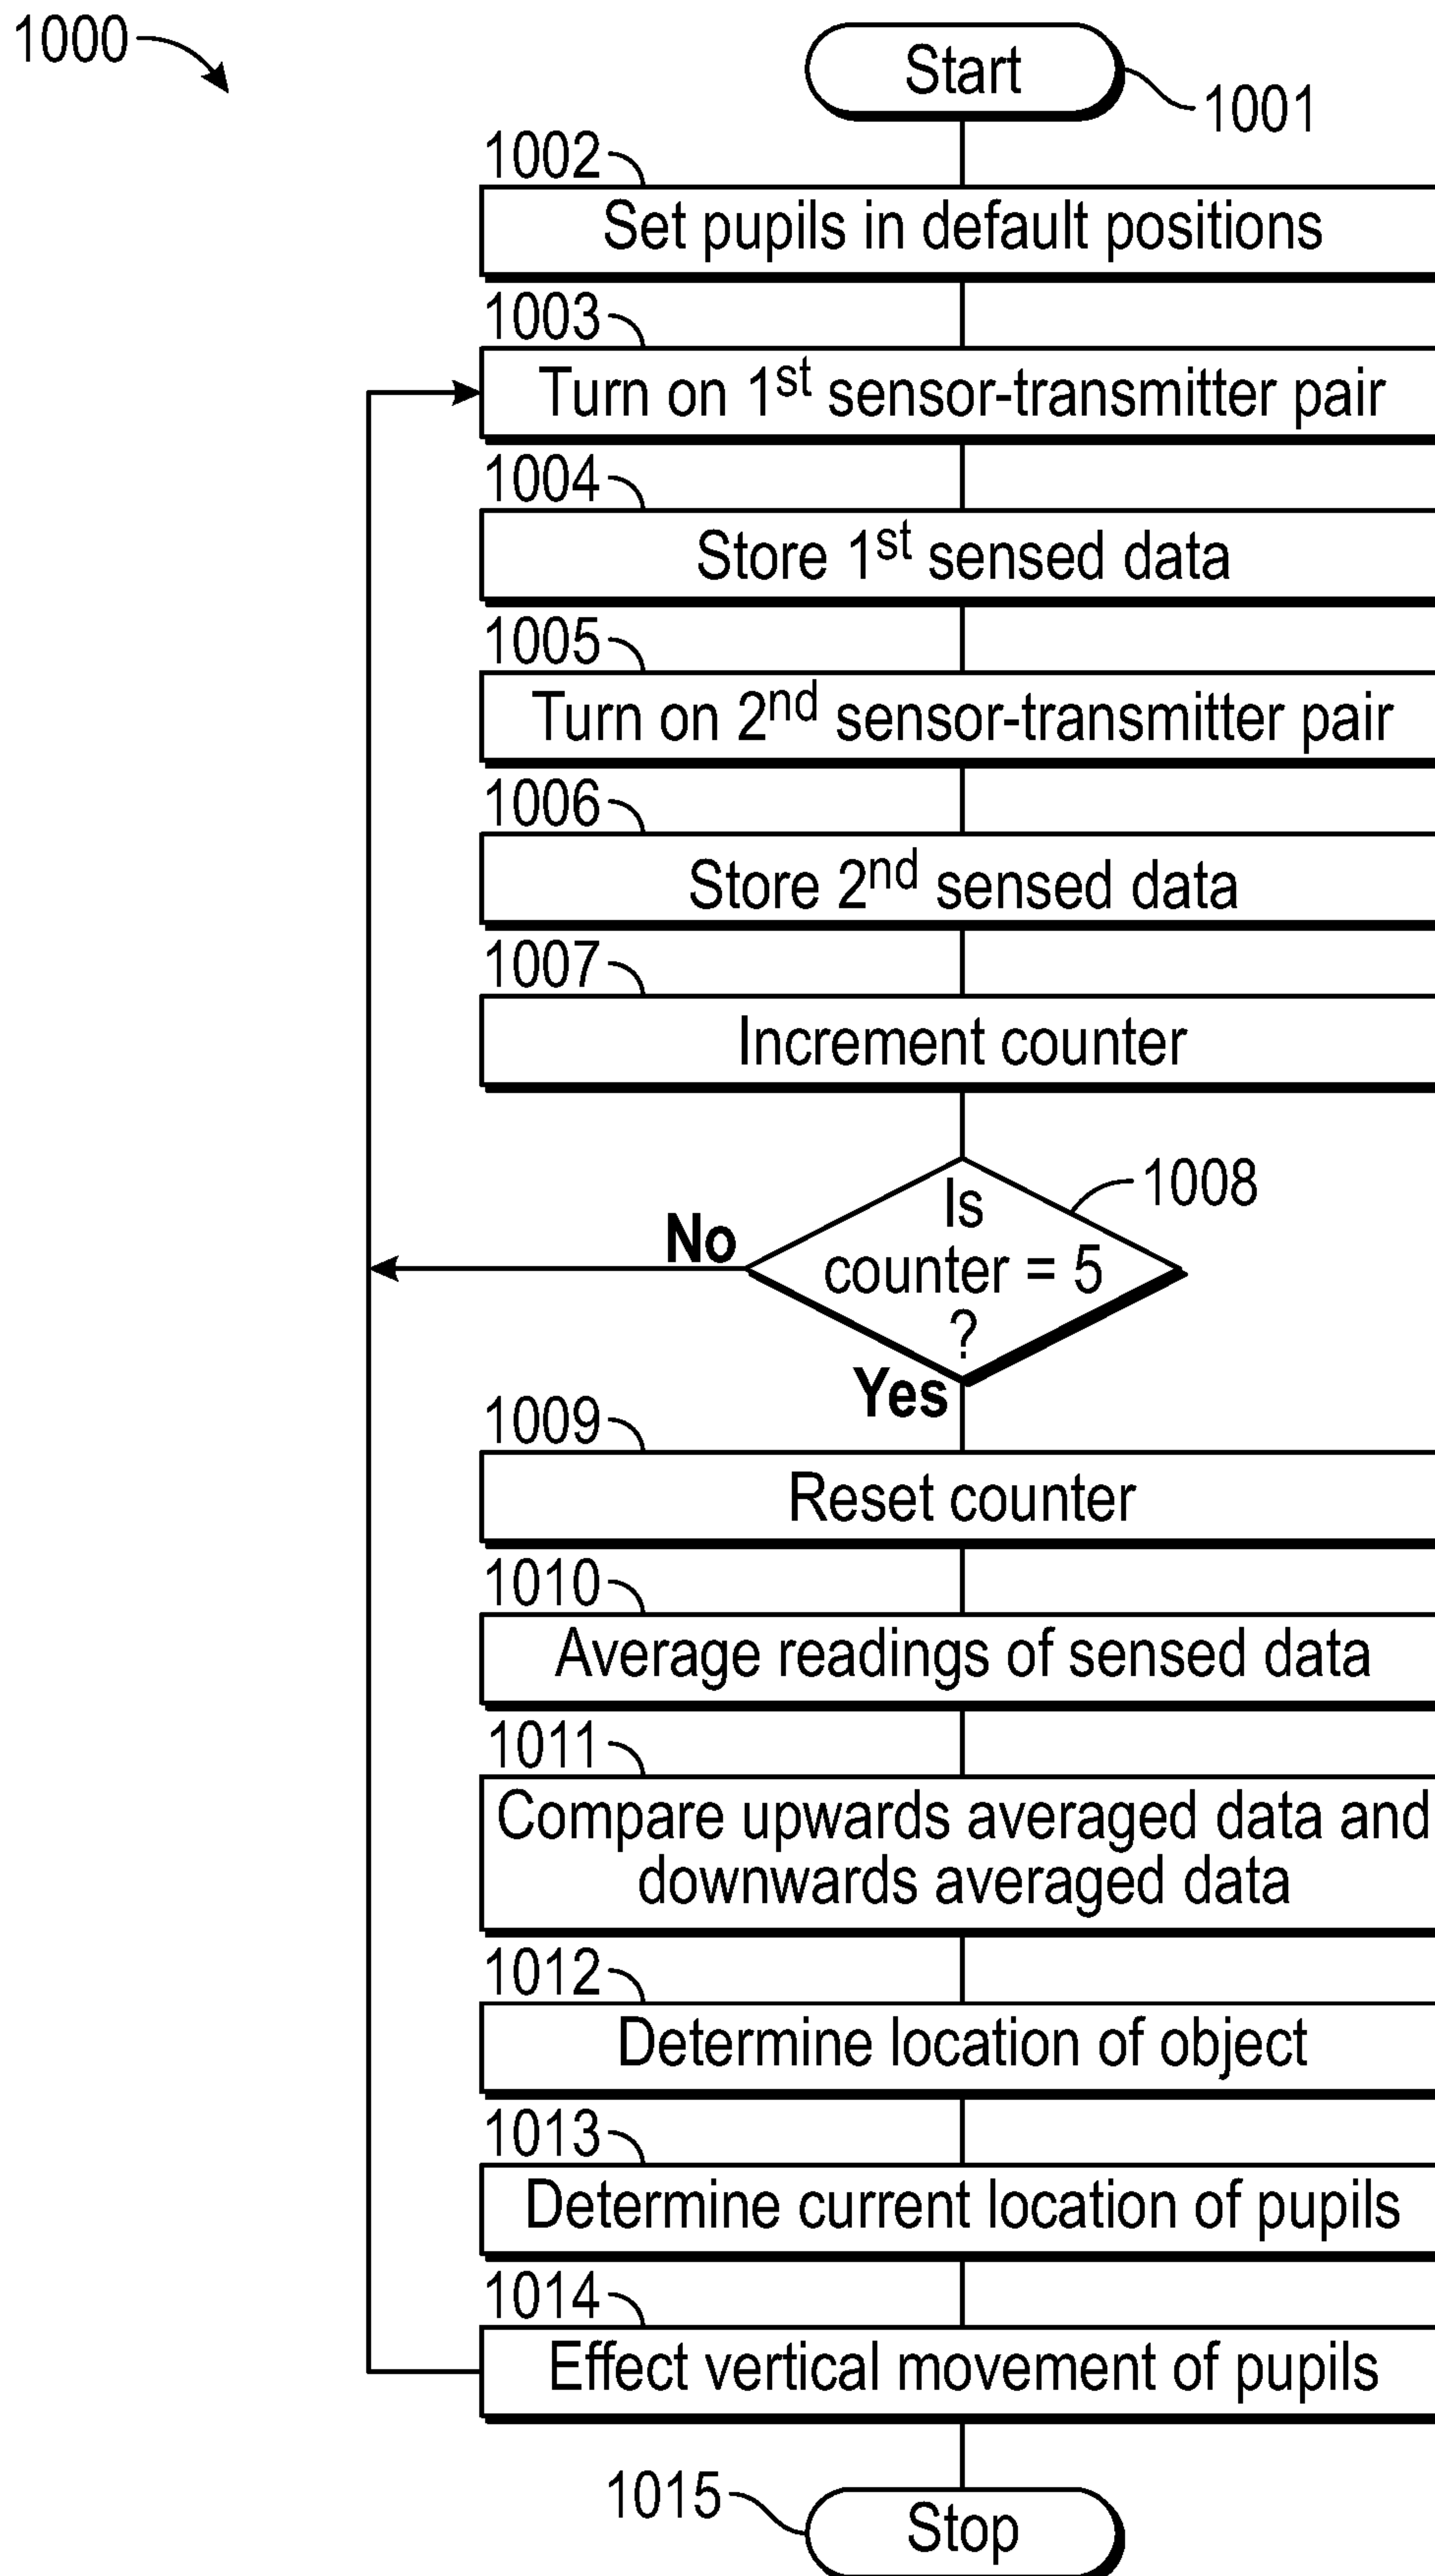 1000
Start
1001
1002
Set pupils in default positions
1003
Turn on 1st sensor-transmitter pair
1004
Store 1st sensed data
1005
Turn on 2nd sensor-transmitter pair
1006
Store 2nd sensed data
1007
Increment counter
1008
Is
counter = 5
?
No
Yes
1009
Reset counter
1010
Average readings of sensed data
1011
Compare upwards averaged data and
downwards averaged data
1012
Determine location of object
1013
Determine current location of pupils
1014
Effect vertical movement of pupils
1015
Stop